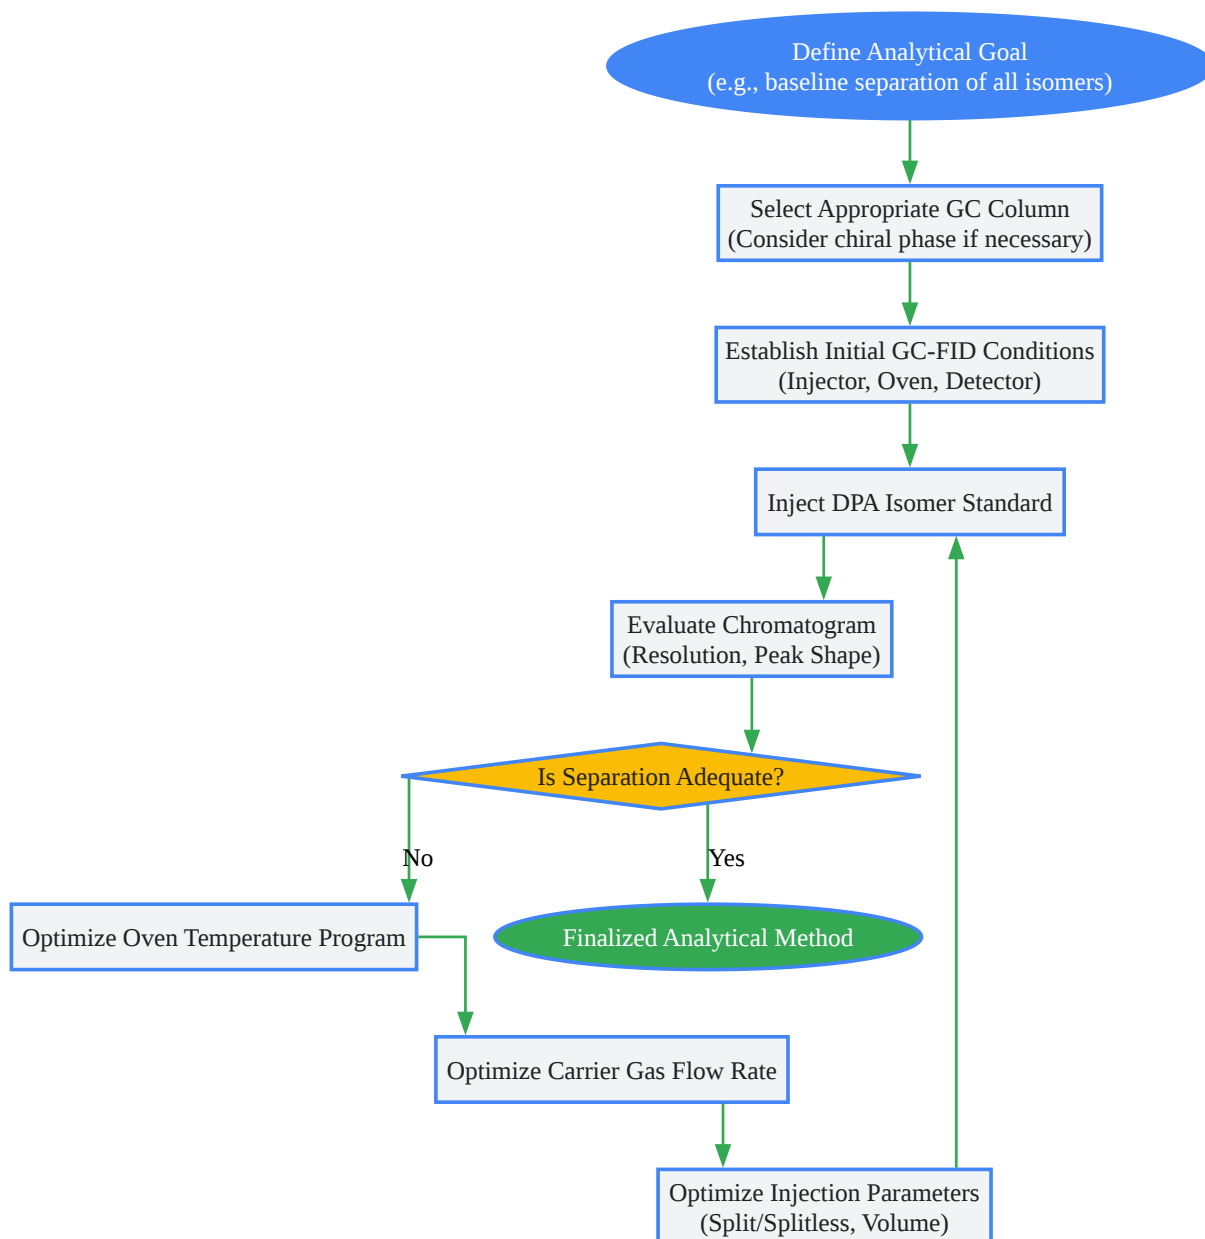 Define Analytical Goal
(e.g., baseline separation of all isomers)
Select Appropriate GC Column
(Consider chiral phase if necessary)
Establish Initial GC-FID Conditions
(Injector, Oven, Detector)
Inject DPA Isomer Standard
Evaluate Chromatogram
(Resolution, Peak Shape)
Is Separation Adequate?
No
Yes
Optimize Oven Temperature Program
Finalized Analytical Method
Optimize Carrier Gas Flow Rate
Optimize Injection Parameters
(Split/Splitless, Volume)